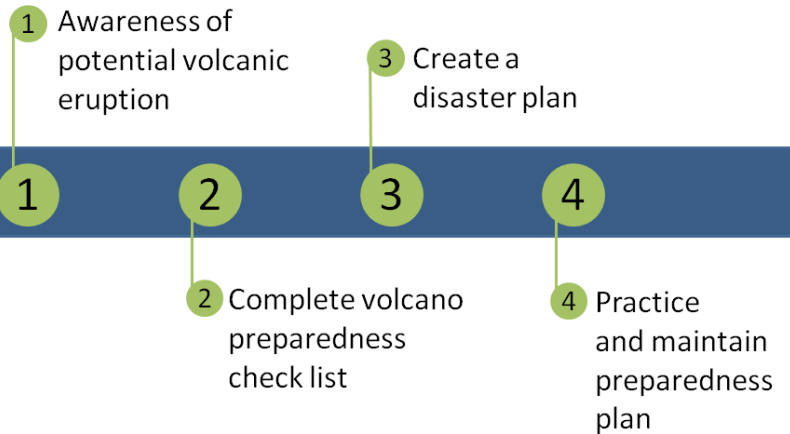 1 Awareness of
potential volcanic
eruption
3 Create a
disaster plan
1 2 3 4
2 Complete volcano
preparedness
check list
4 Practice
and maintain
preparedness
plan